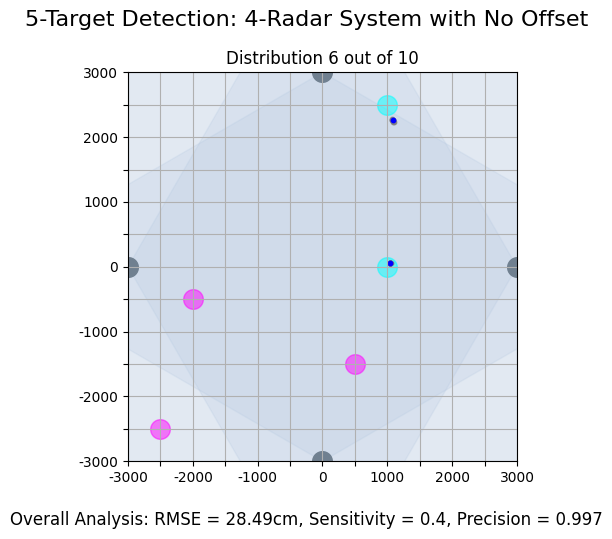 5-Target Detection: 4-Radar System with No Offset
Distribution 6 out of 10
3000
2000
1000
0
-1000
-2000
-3000
-3000 -2000 -1000 0 1000 2000 3000
Overall Analysis: RMSE = 28.49cm, Sensitivity = 0.4, Precision = 0.997